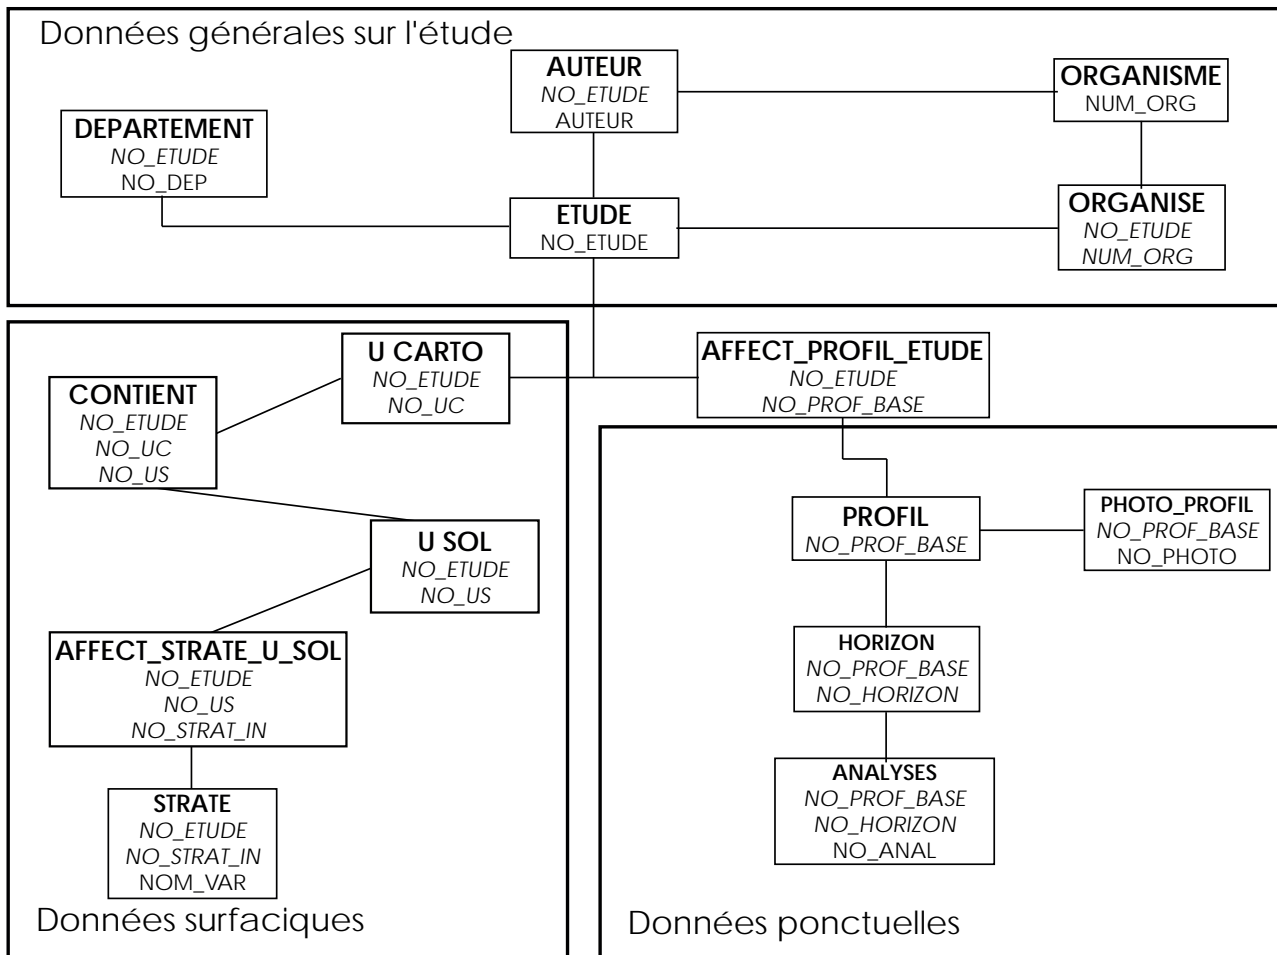 Données générales sur l'étude
AUTEUR
NO_ETUDE
AUTEUR
ORGANISME
NUM_ORG
DEPARTEMENT
NO_ETUDE
NO_DEP
ETUDE
NO_ETUDE
ORGANISE
NO_ETUDE
NUM_ORG
U CARTO
NO_ETUDE
NO_UC
CONTIENT
NO_ETUDE
NO_UC
NO_US
U SOL
NO_ETUDE
NO_US
AFFECT_STRATE_U_SOL
NO_ETUDE
NO_US
NO_STRAT_IN
STRATE
NO_ETUDE
NO_STRAT_IN
NOM_VAR
Données surfaciques
AFFECT_PROFIL_ETUDE
NO_ETUDE
NO_PROF_BASE
PROFIL
NO_PROF_BASE
PHOTO_PROFIL
NO_PROF_BASE
NO_PHOTO
HORIZON
NO_PROF_BASE
NO_HORIZON
ANALYSES
NO_PROF_BASE
NO_HORIZON
NO_ANAL
Données ponctuelles